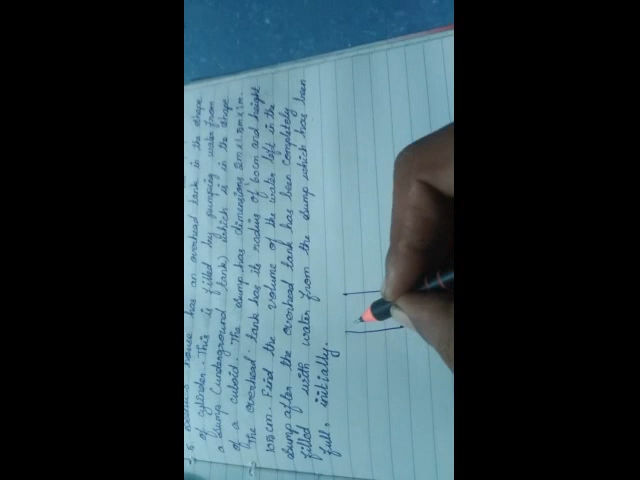 house has an overhead tank in the shape
of cylinder. This is filled by pumping water from
a sump (underground tank) which is in the shape
of a cuboid. The sump has dimensions 2m x 1.5m x 1m.
The overhead tank has its radius of 60cm and height
105cm. Find the volume of the water left in the
sump after the overhead tank has been completely
filled with water from the sump which has been
full, initially.